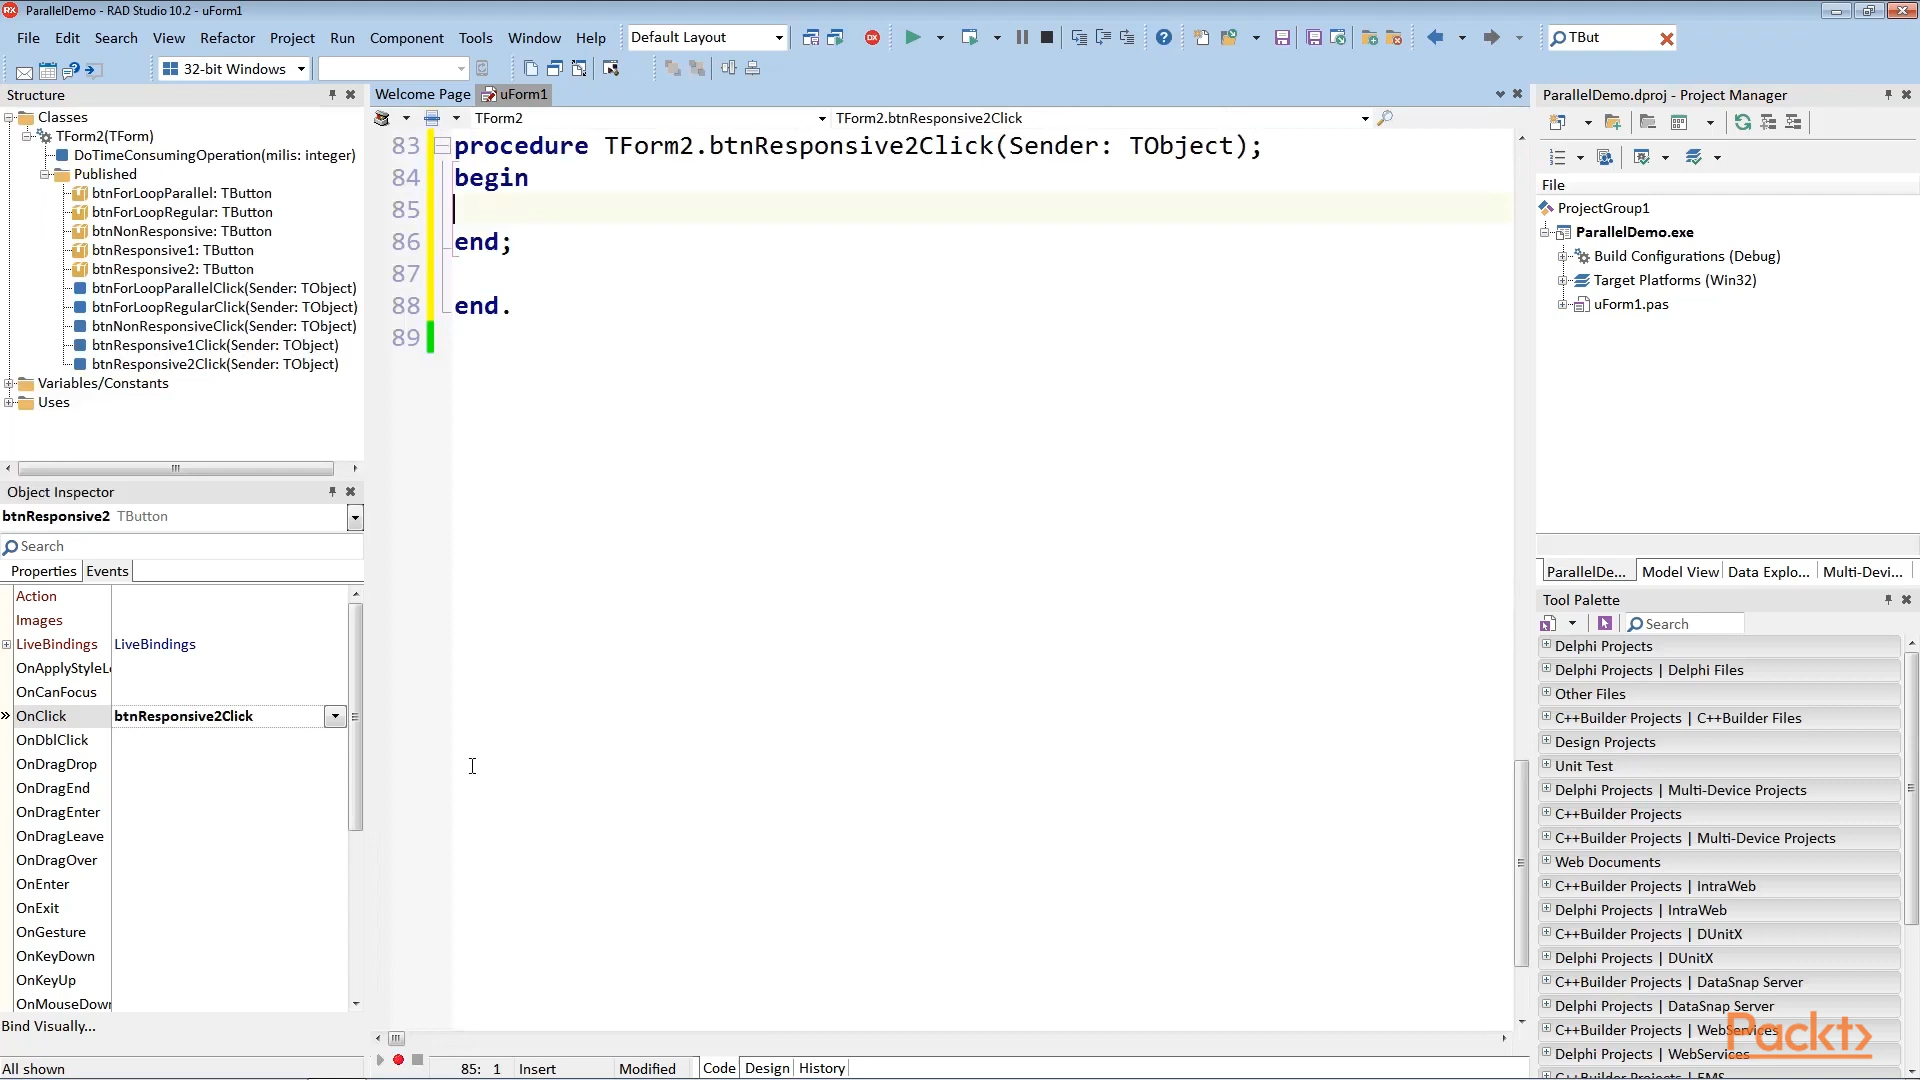 ParallelDemo - RAD Studio 10.2 - uForm1
File Edit Search View Refactor Project Run Component Tools Window Help
Default Layout
TBut
32-bit Windows
Structure
Classes
TForm2(TForm)
DoTimeConsumingOperation(milis: integer)
Published
btnForLoopParallel: TButton
btnForLoopRegular: TButton
btnNonResponsive: TButton
btnResponsive1: TButton
btnResponsive2: TButton
btnForLoopParallelClick(Sender: TObject)
btnForLoopRegularClick(Sender: TObject)
btnNonResponsiveClick(Sender: TObject)
btnResponsive1Click(Sender: TObject)
btnResponsive2Click(Sender: TObject)
Variables/Constants
Uses
Object Inspector
btnResponsive2 TButton
Search
Properties Events
Action
Images
LiveBindings LiveBindings
OnApplyStyleL
OnCanFocus
OnClick btnResponsive2Click
OnDblClick
OnDragDrop
OnDragEnd
OnDragEnter
OnDragLeave
OnDragOver
OnEnter
OnExit
OnGesture
OnKeyDown
OnKeyUp
OnMouseDown
Bind Visually...
All shown
Welcome Page uForm1
TForm2 TForm2.btnResponsive2Click
83 procedure TForm2.btnResponsive2Click(Sender: TObject);
84 begin
85
86 end;
87
88 end.
89
85: 1 Insert Modified Code Design History
ParallelDemo.dproj - Project Manager
File
ProjectGroup1
ParallelDemo.exe
Build Configurations (Debug)
Target Platforms (Win32)
uForm1.pas
ParallelDe... Model View Data Explo... Multi-Devi...
Tool Palette
Search
Delphi Projects
Delphi Projects | Delphi Files
Other Files
C++Builder Projects | C++Builder Files
Design Projects
Unit Test
Delphi Projects | Multi-Device Projects
C++Builder Projects
C++Builder Projects | Multi-Device Projects
Web Documents
C++Builder Projects | IntraWeb
Delphi Projects | IntraWeb
C++Builder Projects | DUnitX
Delphi Projects | DUnitX
C++Builder Projects | DataSnap Server
Delphi Projects | DataSnap Server
C++Builder Projects | WebServices
Delphi Projects | WebServices
Packt>